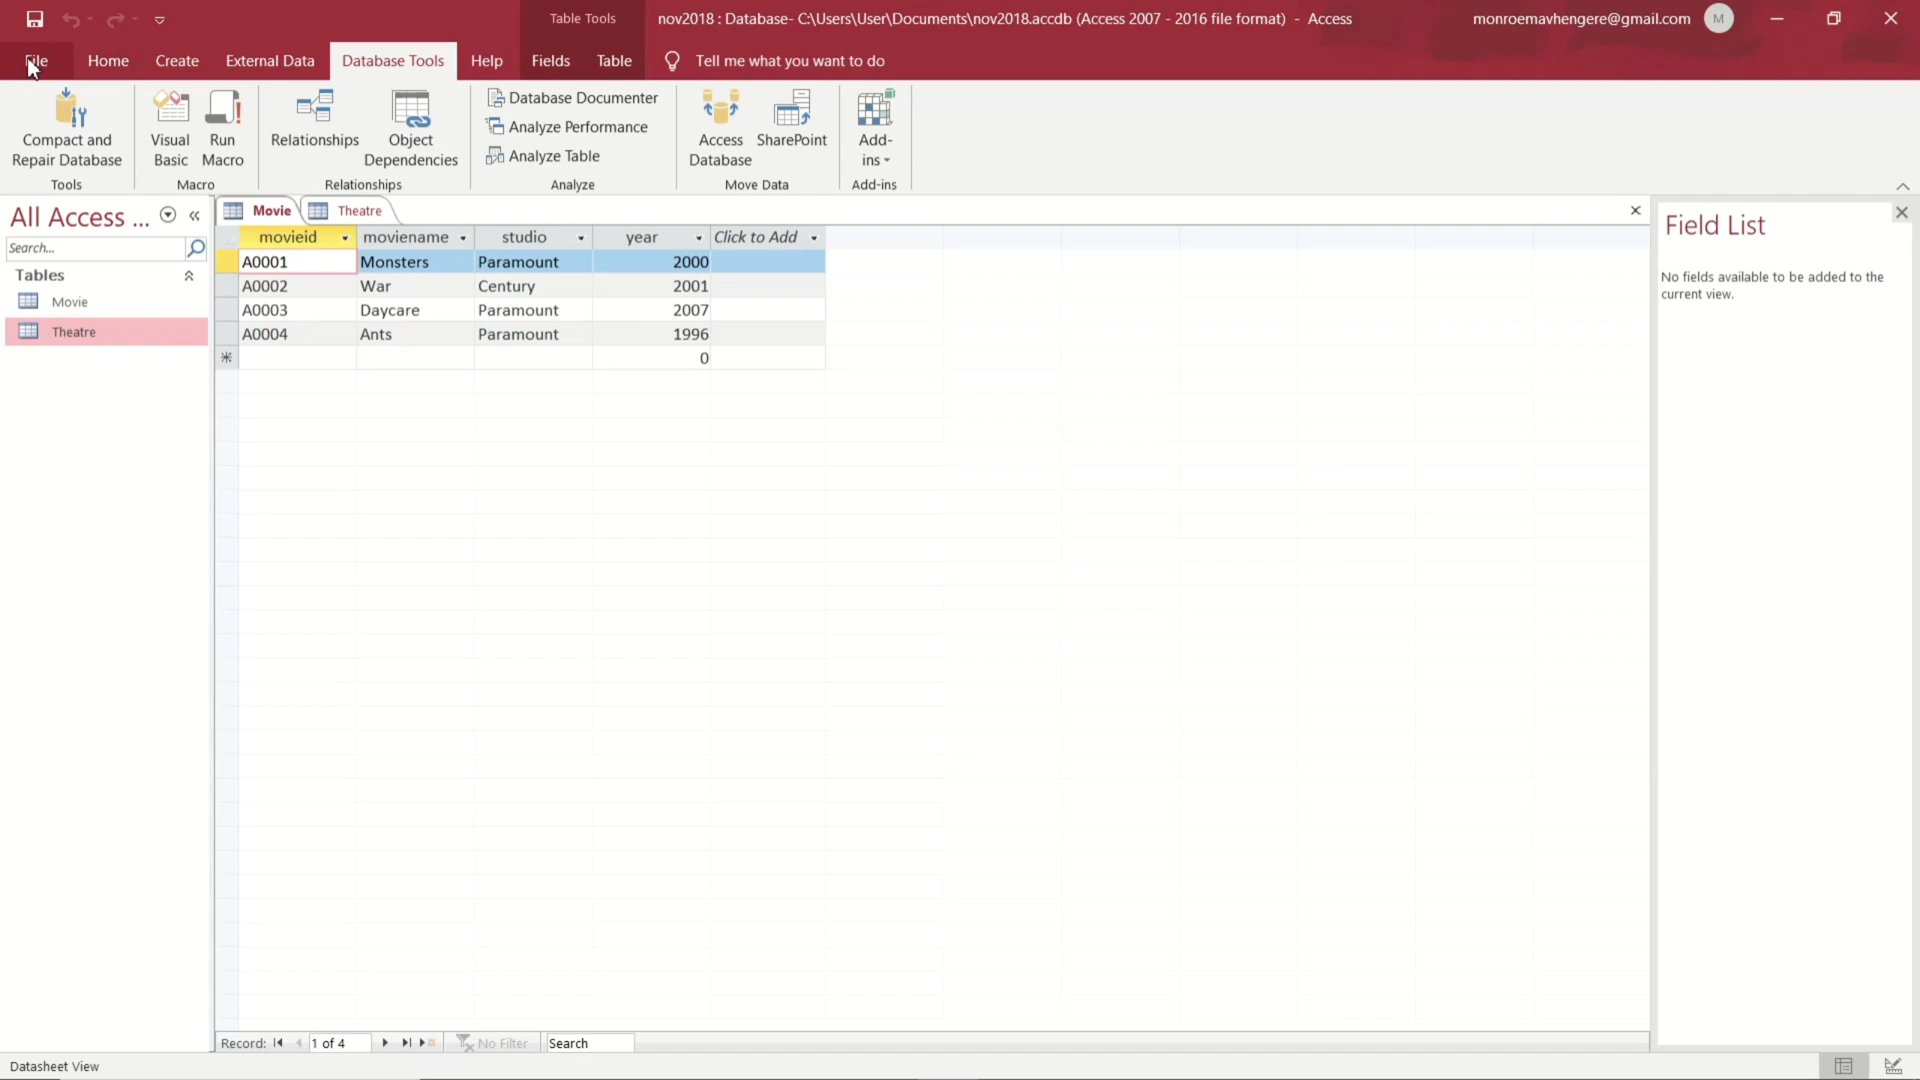 Table Tools
nov2018 : Database- C:\Users\User\Documents\nov2018.accdb (Access 2007 - 2016 file format) - Access
monroemavhengere@gmail.com
M
File
Home
Create
External Data
Database Tools
Help
Fields
Table
Tell me what you want to do
Compact and
Repair Database
Tools
Visual
Basic
Run
Macro
Macro
Relationships
Object
Dependencies
Relationships
Database Documenter
Analyze Performance
Analyze Table
Analyze
Access
Database
SharePoint
Move Data
Add-
ins
Add-ins
All Access ...
Search...
Tables
Movie
Theatre
Movie
Theatre
movieid moviename studio year Click to Add
A0001 Monsters Paramount 2000
A0002 War Century 2001
A0003 Daycare Paramount 2007
A0004 Ants Paramount 1996
0
Field List
No fields available to be added to the
current view.
Record: 1 of 4 No Filter Search
Datasheet View